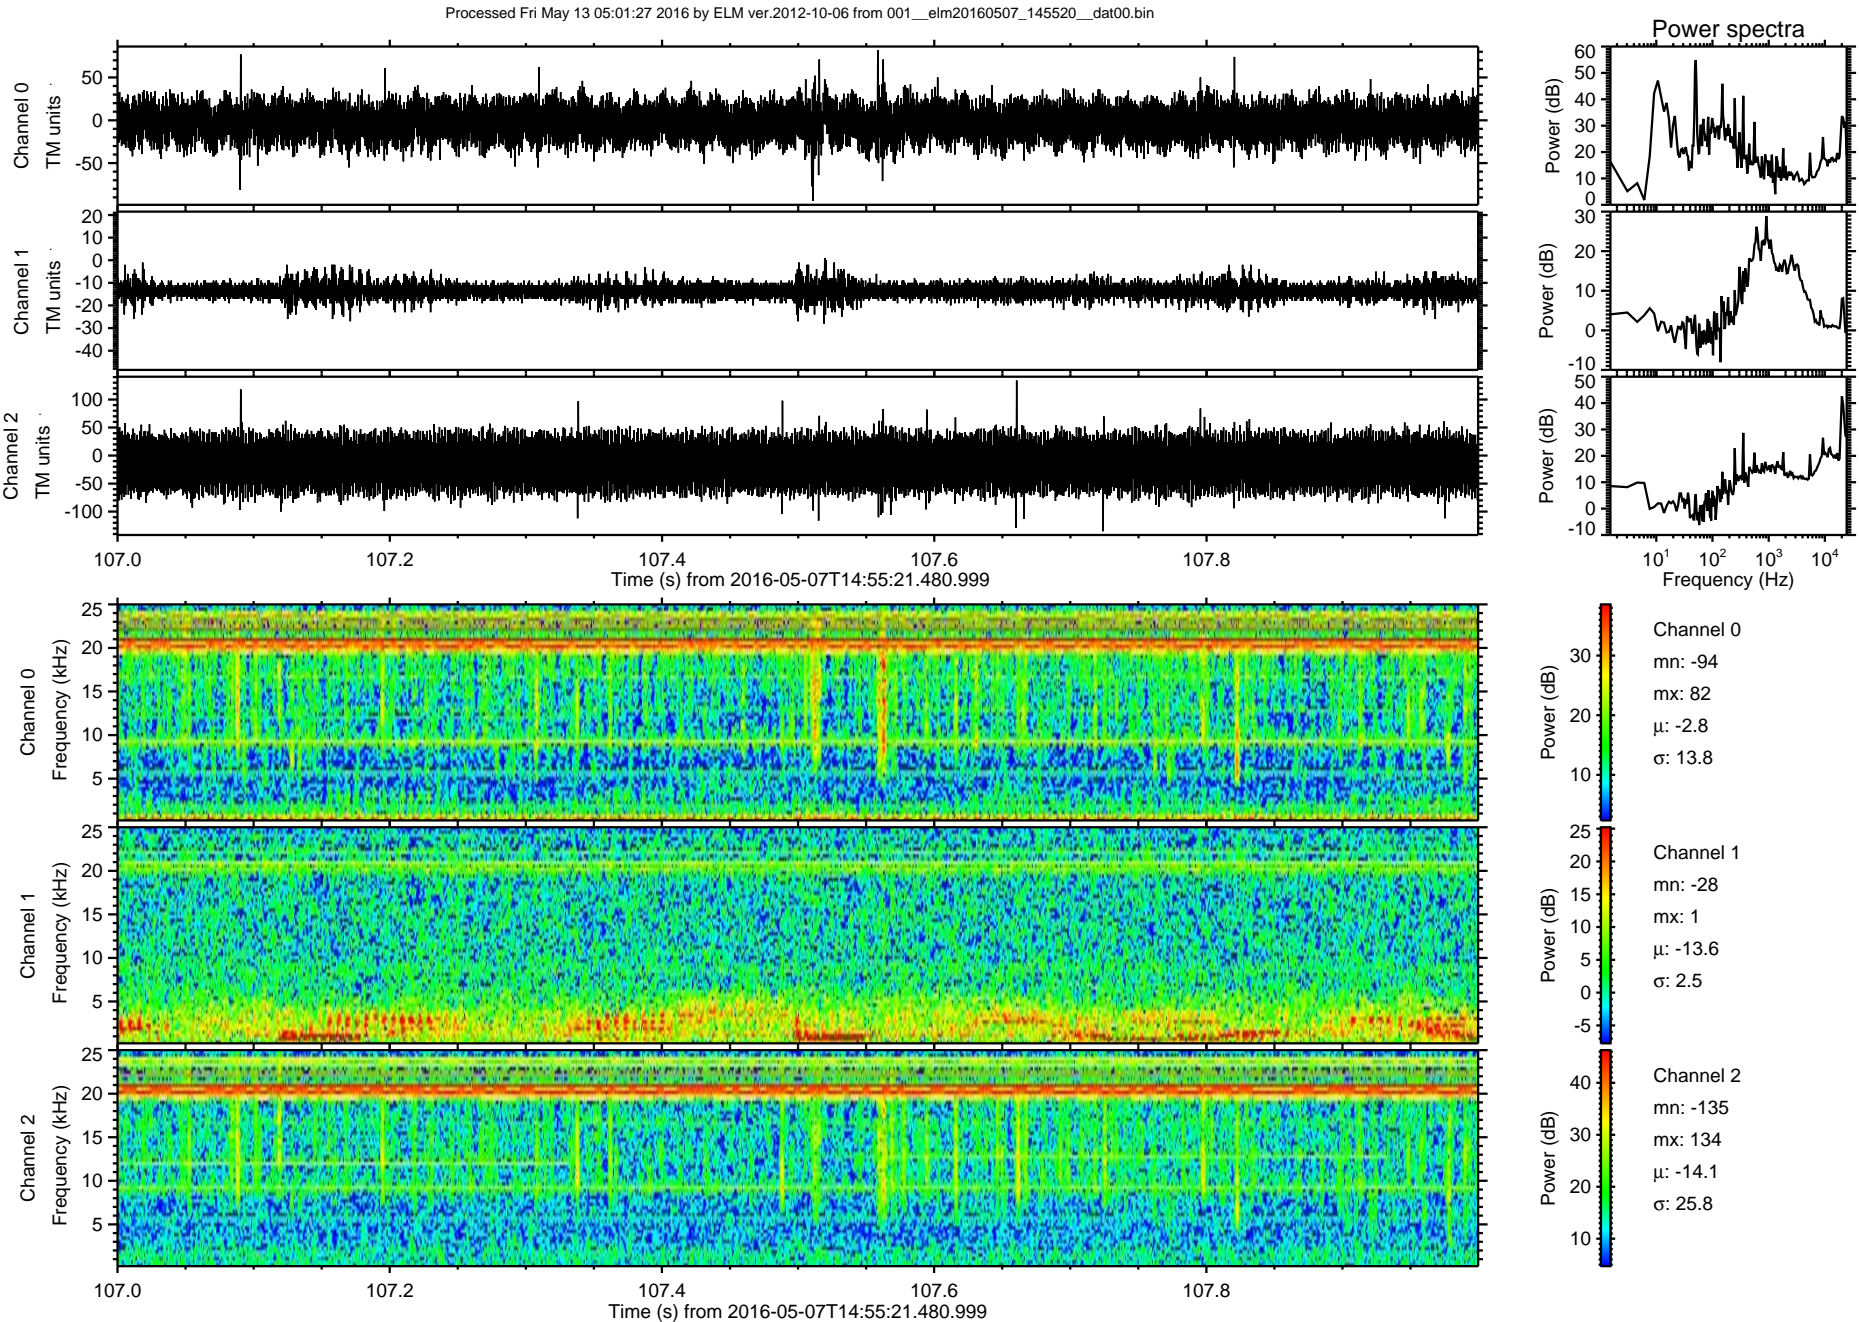 Processed Fri May 13 05:01:27 2016 by ELM ver.2012-10-06 from 001__elm20160507_145520__dat00.bin
Power spectra
Channel 0
TM units
50
0
-50
Power (dB)
60
50
40
30
20
10
0
Channel 1
TM units
20
10
0
-10
-20
-30
-40
Power (dB)
30
20
10
0
-10
Channel 2
TM units
100
50
0
-50
-100
Power (dB)
50
40
30
20
10
0
-10
107.0 107.2 107.4 107.6 107.8
Time (s) from 2016-05-07T14:55:21.480.999
10¹ 10² 10³ 10⁴
Frequency (Hz)
Channel 0
Frequency (kHz)
25
20
15
10
5
Power (dB)
30
20
10
Channel 0
mn: -94
mx: 82
μ: -2.8
σ: 13.8
Channel 1
Frequency (kHz)
25
20
15
10
5
Power (dB)
25
20
15
10
5
0
-5
Channel 1
mn: -28
mx: 1
μ: -13.6
σ: 2.5
Channel 2
Frequency (kHz)
25
20
15
10
5
Power (dB)
40
30
20
10
Channel 2
mn: -135
mx: 134
μ: -14.1
σ: 25.8
107.0 107.2 107.4 107.6 107.8
Time (s) from 2016-05-07T14:55:21.480.999